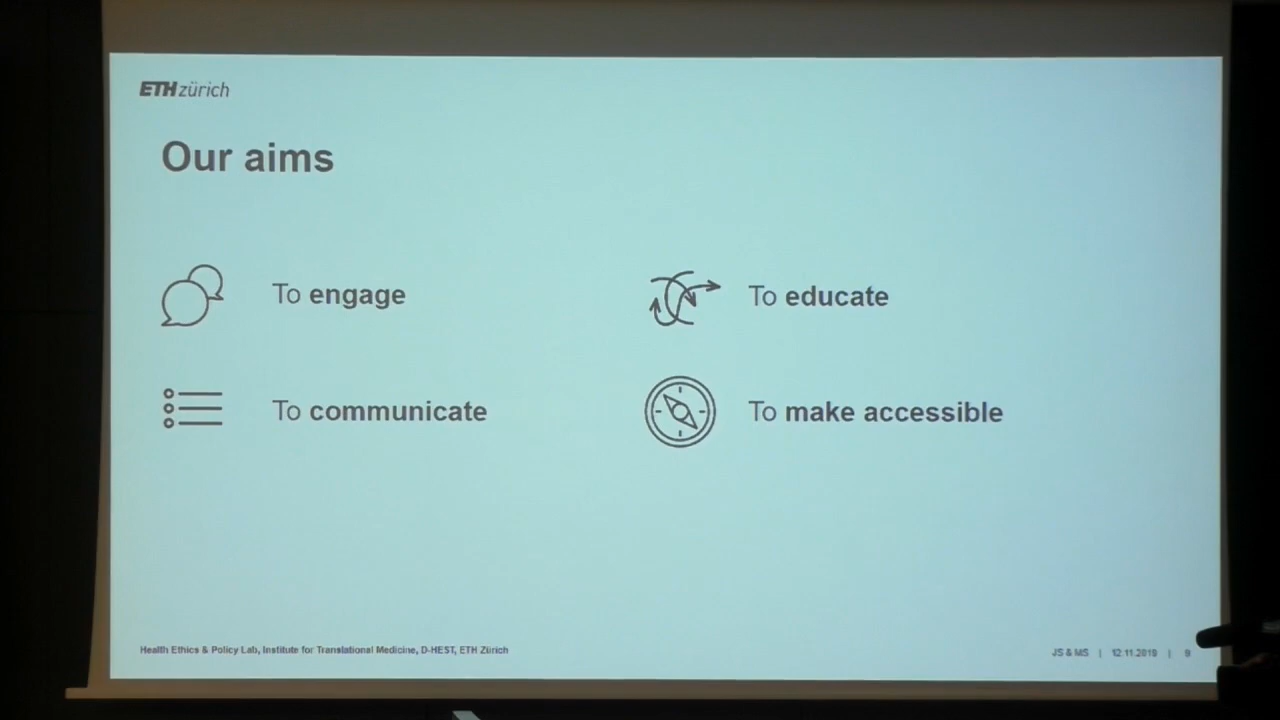 ETH zürich
Our aims
To engage
To educate
To communicate
To make accessible
Health Ethics & Policy Lab, Institute for Translational Medicine, D-HEST, ETH Zürich
JS & MS | 12.11.2019 | 9